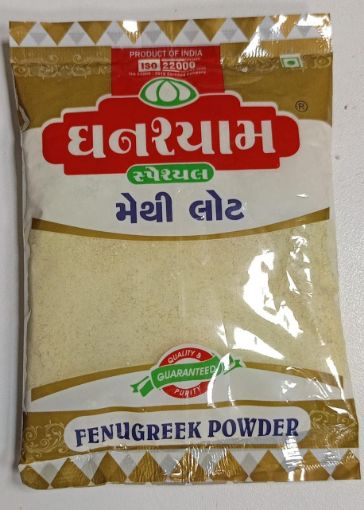 PRODUCT OF INDIA
ISO 22000
ઘનશ્યામ
®
સ્પેશ્યલ
મેથી લોટ
QUALITY &
GUARANTEED
PURITY
FENUGREEK POWDER